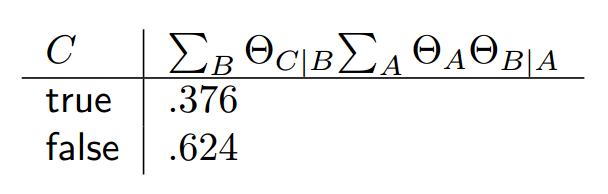 C ∑_B Θ_{C|B} ∑_A Θ_A Θ_{B|A}
true .376
false .624